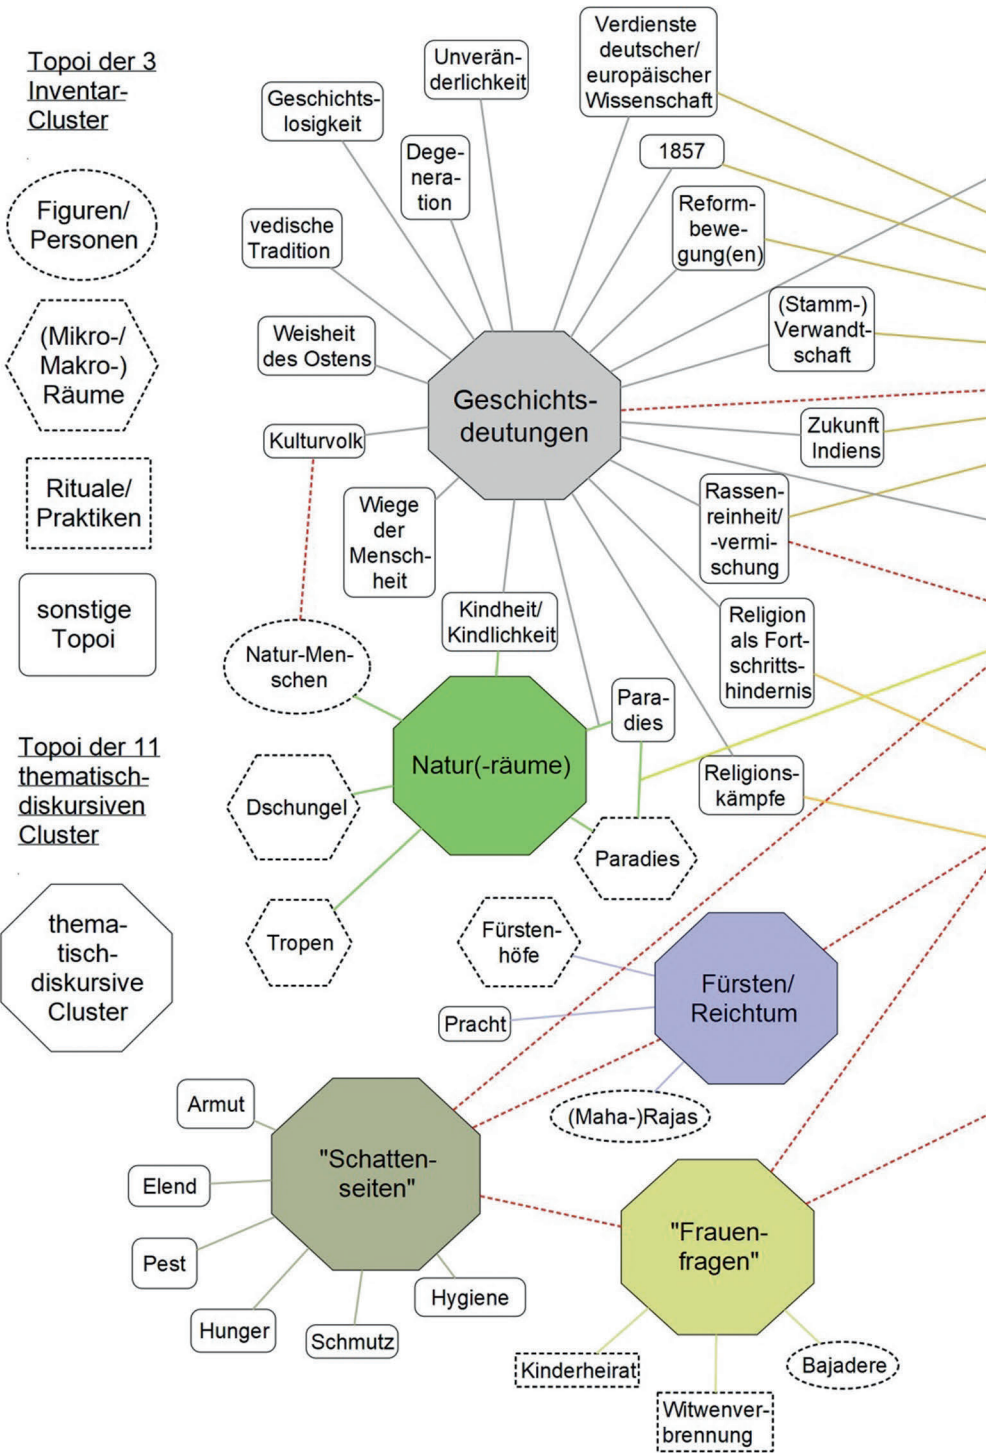 Topoi der 3
Inventar-
Cluster
Figuren/
Personen
(Mikro-/
Makro-)
Räume
Rituale/
Praktiken
sonstige
Topoi
Topoi der 11
thematisch-
diskursiven
Cluster
thema-
tisch-
diskursive
Cluster
Verdienste
deutscher/
europäischer
Wissenschaft
Unverän-
derlichkeit
Geschichts-
losigkeit
Dege-
nera-
tion
1857
Reform-
bewe-
gung(en)
vedische
Tradition
(Stamm-)
Verwandt-
schaft
Weisheit
des Ostens
Geschichts-
deutungen
Zukunft
Indiens
Kulturvolk
Wiege
der
Mensch-
heit
Rassen-
reinheit/
-vermi-
schung
Kindheit/
Kindlichkeit
Religion
als Fort-
schritts-
hindernis
Natur-Men-
schen
Para-
dies
Natur(-räume)
Religions-
kämpfe
Dschungel
Paradies
Tropen
Fürsten-
höfe
Fürsten/
Reichtum
Pracht
(Maha-)Rajas
Armut
"Schatten-
seiten"
Elend
Pest
Hunger
Schmutz
Hygiene
"Frauen-
fragen"
Kinderheirat
Bajadere
Witwenver-
brennung